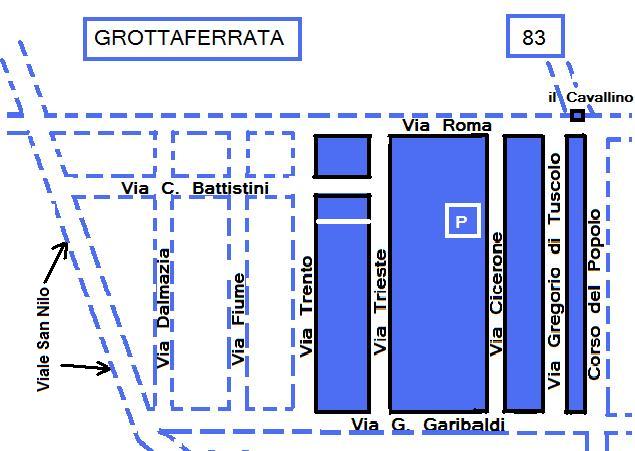 GROTTAFERRATA
83
il Cavallino
Via Roma
Via C. Battistini
P
Viale San Nilo
Via Dalmazia
Via Fiume
Via Trento
Via Trieste
Via Cicerone
Via Gregorio di Tuscolo
Corso del Popolo
Via G. Garibaldi